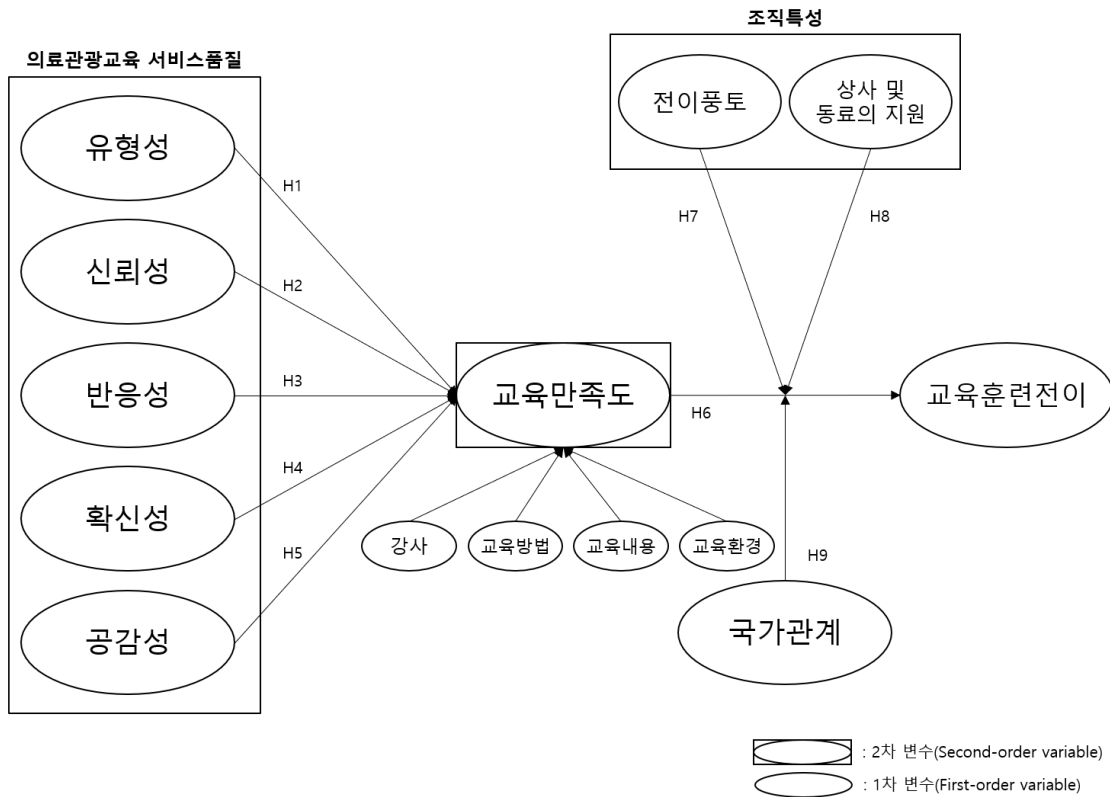 조직특성
의료관광교육 서비스품질
전이풍토
상사 및
동료의 지원
유형성
H1
H7
H8
신뢰성
H2
반응성
H3
교육만족도
H6
교육훈련전이
확신성
H4
강사
교육방법
교육내용
교육환경
H5
H9
공감성
국가관계
: 2차 변수(Second-order variable)
: 1차 변수(First-order variable)